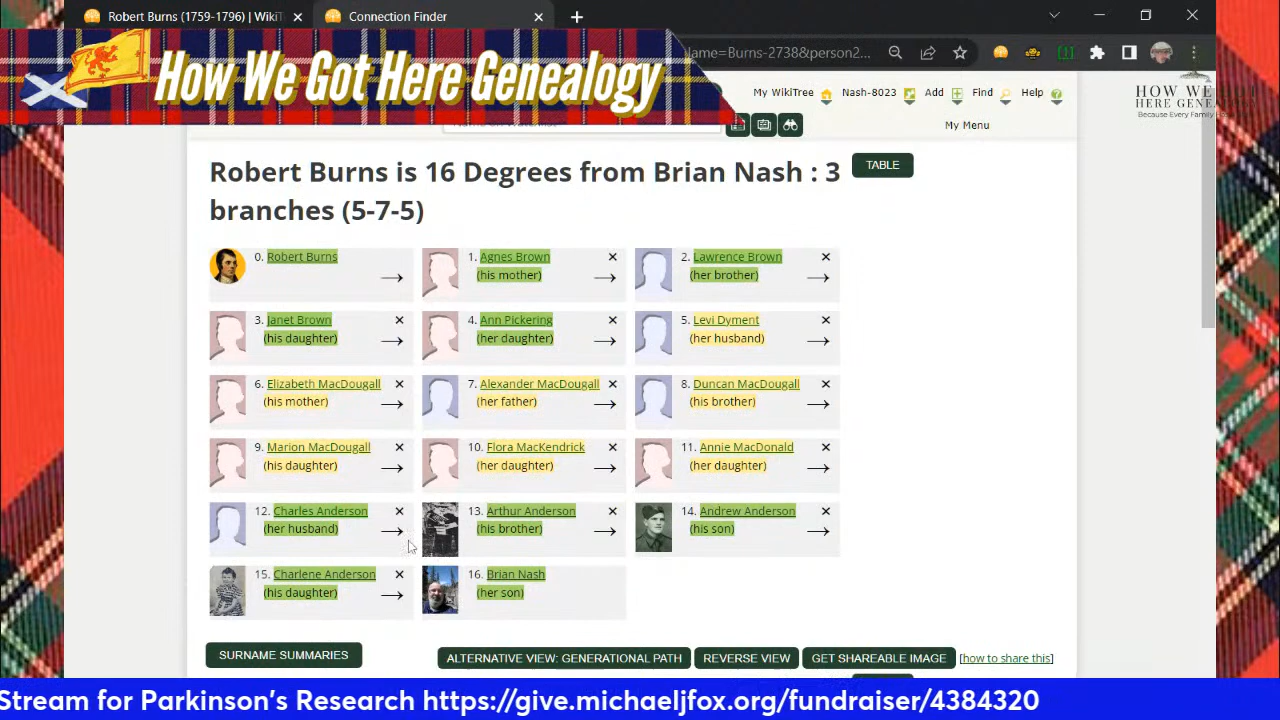 Robert Burns (1759-1796) | WikiT
Connection Finder
How We Got Here Genealogy
Name=Burns-2738&person2...
My WikiTree
Nash-8023
Add
Find
Help
HERE GENEALOGY
My Menu
Robert Burns is 16 Degrees from Brian Nash : 3
branches (5-7-5)
TABLE
0. Robert Burns
1. Agnes Brown
(his mother)
2. Lawrence Brown
(her brother)
3. Janet Brown
(his daughter)
4. Ann Pickering
(her daughter)
5. Levi Dyment
(her husband)
6. Elizabeth MacDougall
(his mother)
7. Alexander MacDougall
(her father)
8. Duncan MacDougall
(his brother)
9. Marion MacDougall
(his daughter)
10. Flora MacKendrick
(her daughter)
11. Annie MacDonald
(her daughter)
12. Charles Anderson
(her husband)
13. Arthur Anderson
(his brother)
14. Andrew Anderson
(his son)
15. Charlene Anderson
(his daughter)
16. Brian Nash
(her son)
SURNAME SUMMARIES
ALTERNATIVE VIEW: GENERATIONAL PATH
REVERSE VIEW
GET SHAREABLE IMAGE
[how to share this]
Stream for Parkinson's Research https://give.michaeljfox.org/fundraiser/4384320